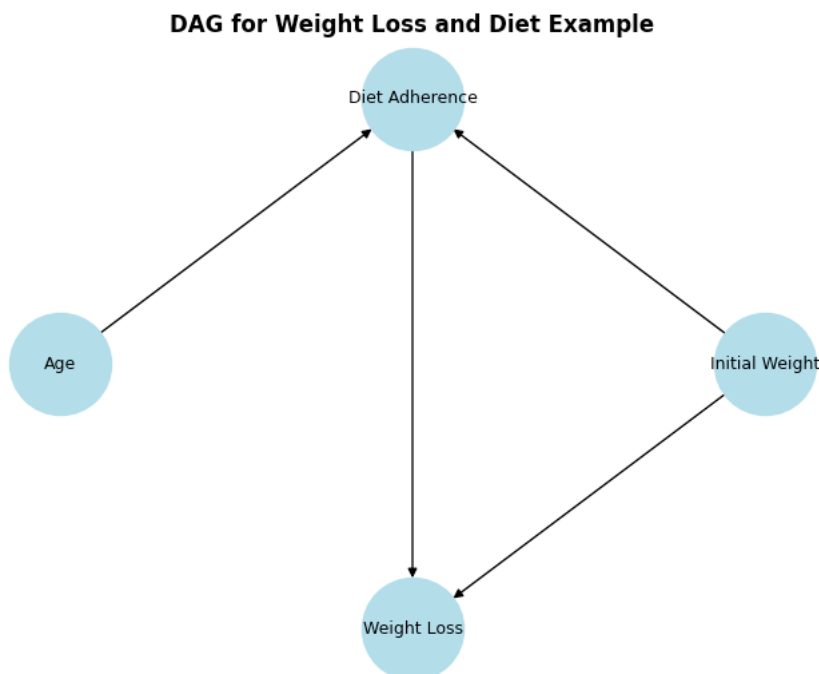 DAG for Weight Loss and Diet Example
Diet Adherence
Age
Initial Weight
Weight Loss